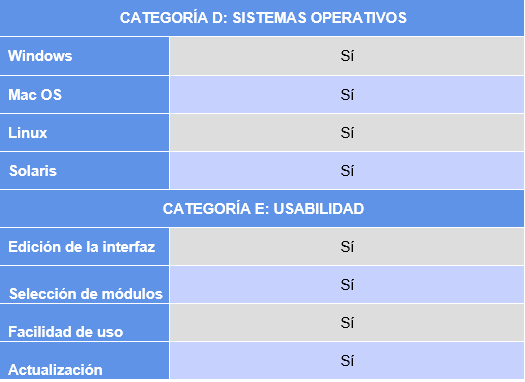 CATEGORÍA D: SISTEMAS OPERATIVOS
Windows Sí
Mac OS Sí
Linux Sí
Solaris Sí
CATEGORÍA E: USABILIDAD
Edición de la interfaz Sí
Selección de módulos Sí
Facilidad de uso Sí
Actualización Sí